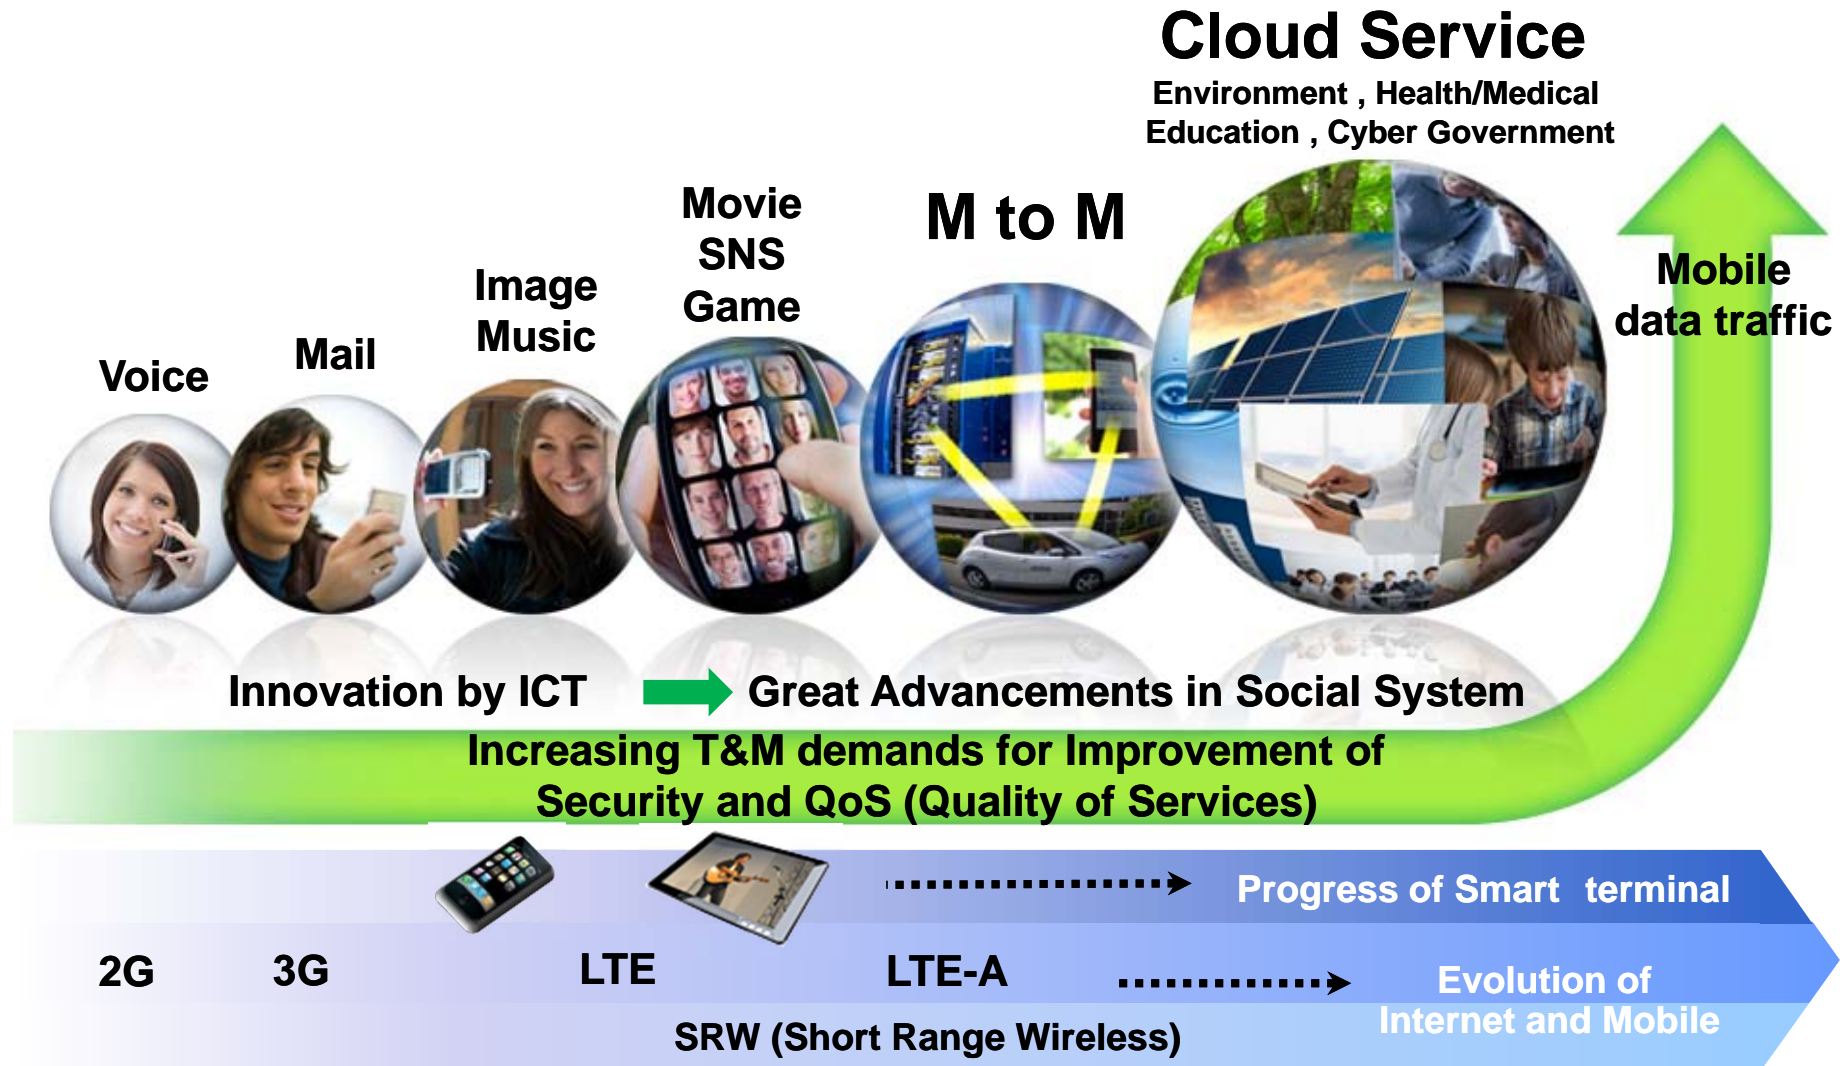 Cloud Service
Environment , Health/Medical
Education , Cyber Government
M to M
Movie
SNS
Game
Image
Music
Mail
Voice
Mobile
data traffic
Innovation by ICT
Great Advancements in Social System
Increasing T&M demands for Improvement of
Security and QoS (Quality of Services)
Progress of Smart terminal
2G
3G
LTE
LTE-A
Evolution of
Internet and Mobile
SRW (Short Range Wireless)